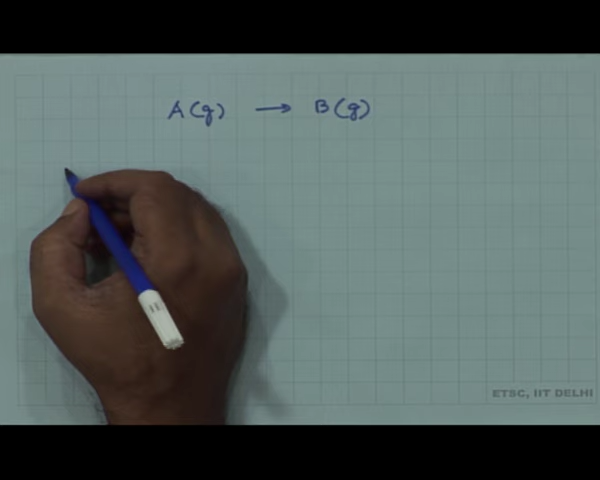 A(g) → B(g)
ETSC, IIT DELHI